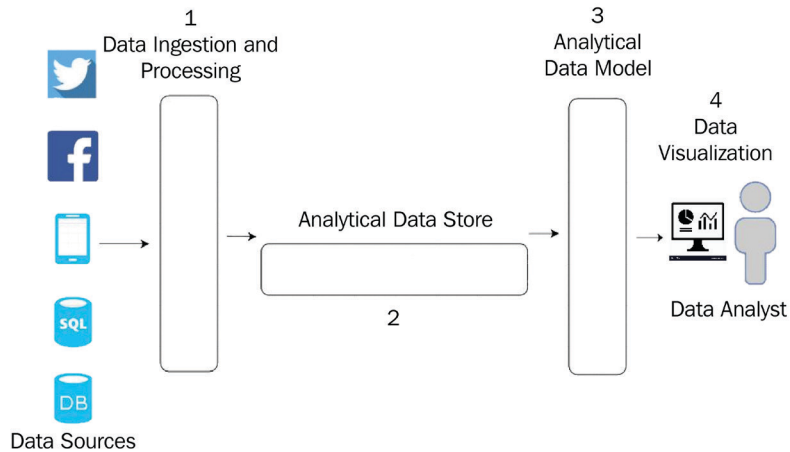 1
Data Ingestion and
Processing
3
Analytical
Data Model
4
Data
Visualization
Analytical Data Store
2
SQL
DB
Data Sources
Data Analyst